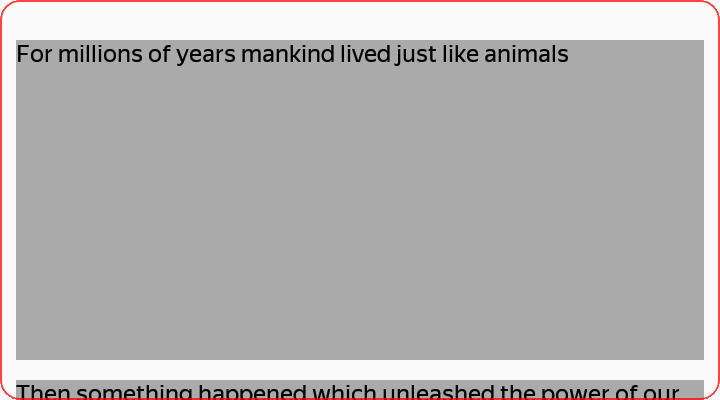 For millions of years mankind lived just like animals
Then something happened which unleashed the power of our